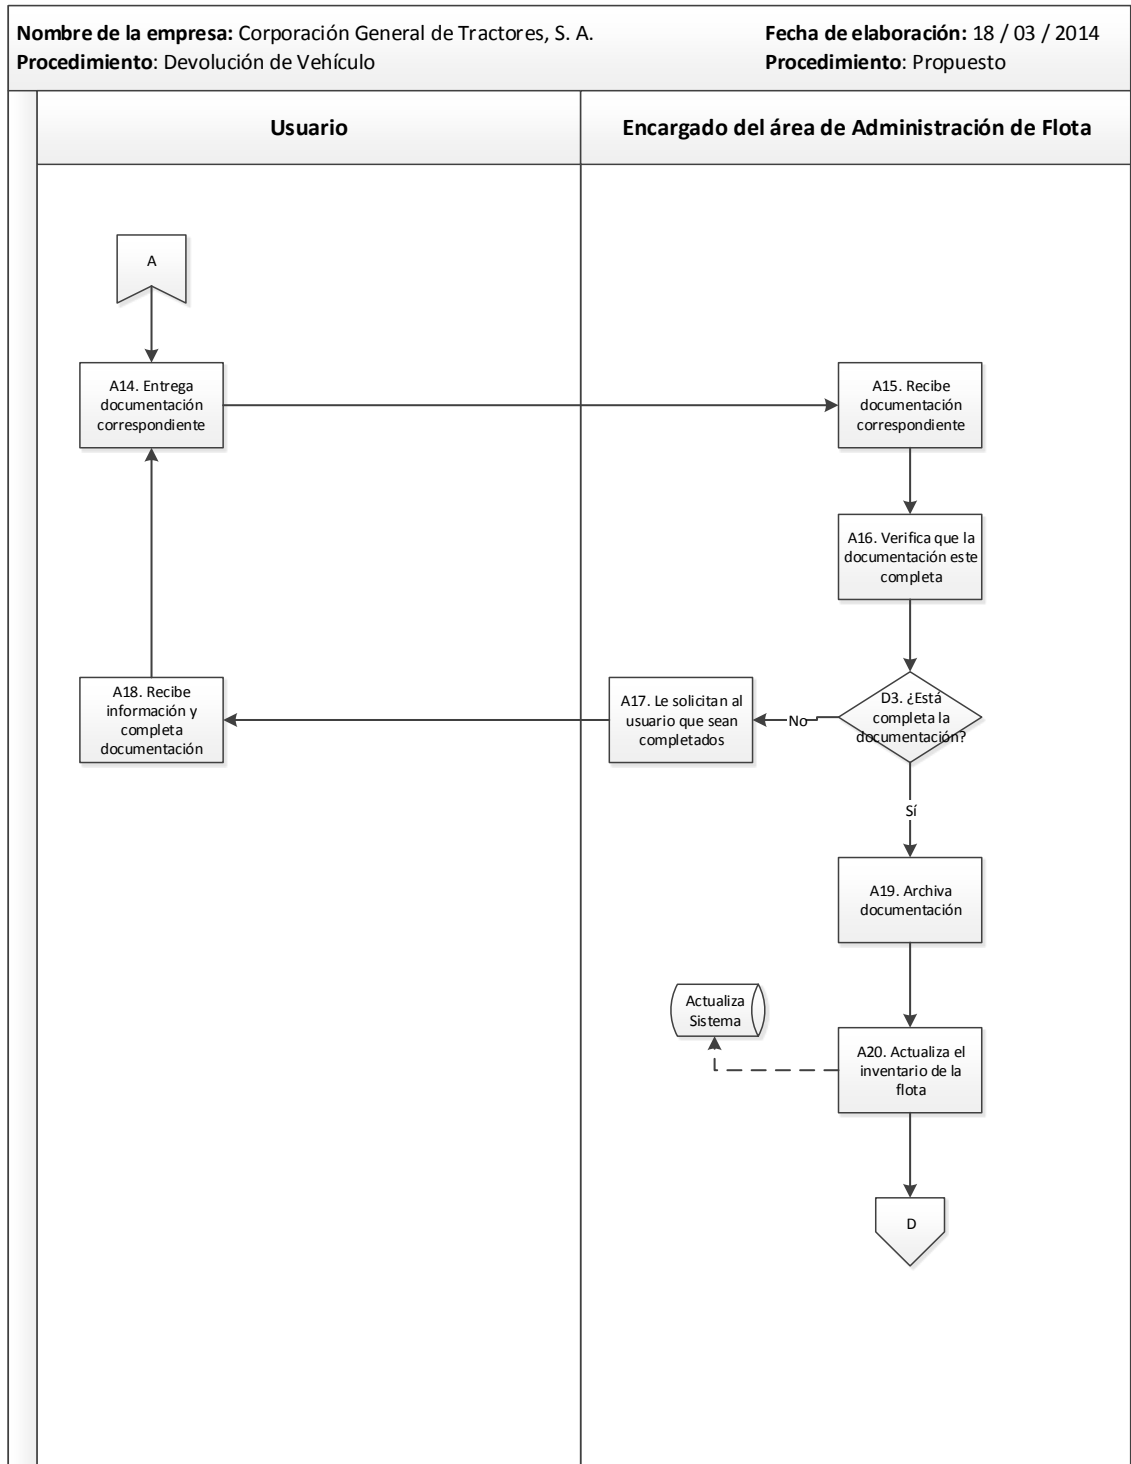 Nombre de la empresa: Corporación General de Tractores, S. A.
Fecha de elaboración: 18 / 03 / 2014
Procedimiento: Devolución de Vehículo
Procedimiento: Propuesto
Usuario
Encargado del área de Administración de Flota
A
A14. Entrega
documentación
correspondiente
A15. Recibe
documentación
correspondiente
A16. Verifica que la
documentación este
completa
D3. ¿Está
completa la
documentación?
No
A17. Le solicitan al
usuario que sean
completados
A18. Recibe
información y
completa
documentación
Sí
A19. Archiva
documentación
Actualiza
Sistema
A20. Actualiza el
inventario de la
flota
D